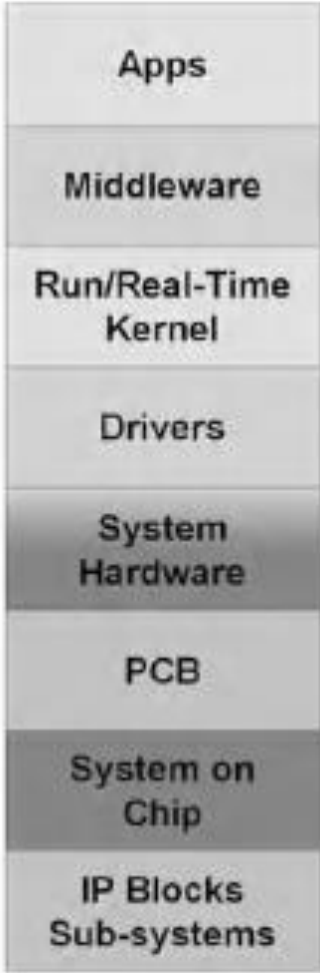 Apps
Middleware
Run/Real-Time
Kernel
Drivers
System
Hardware
PCB
System on
Chip
IP Blocks
Sub-systems